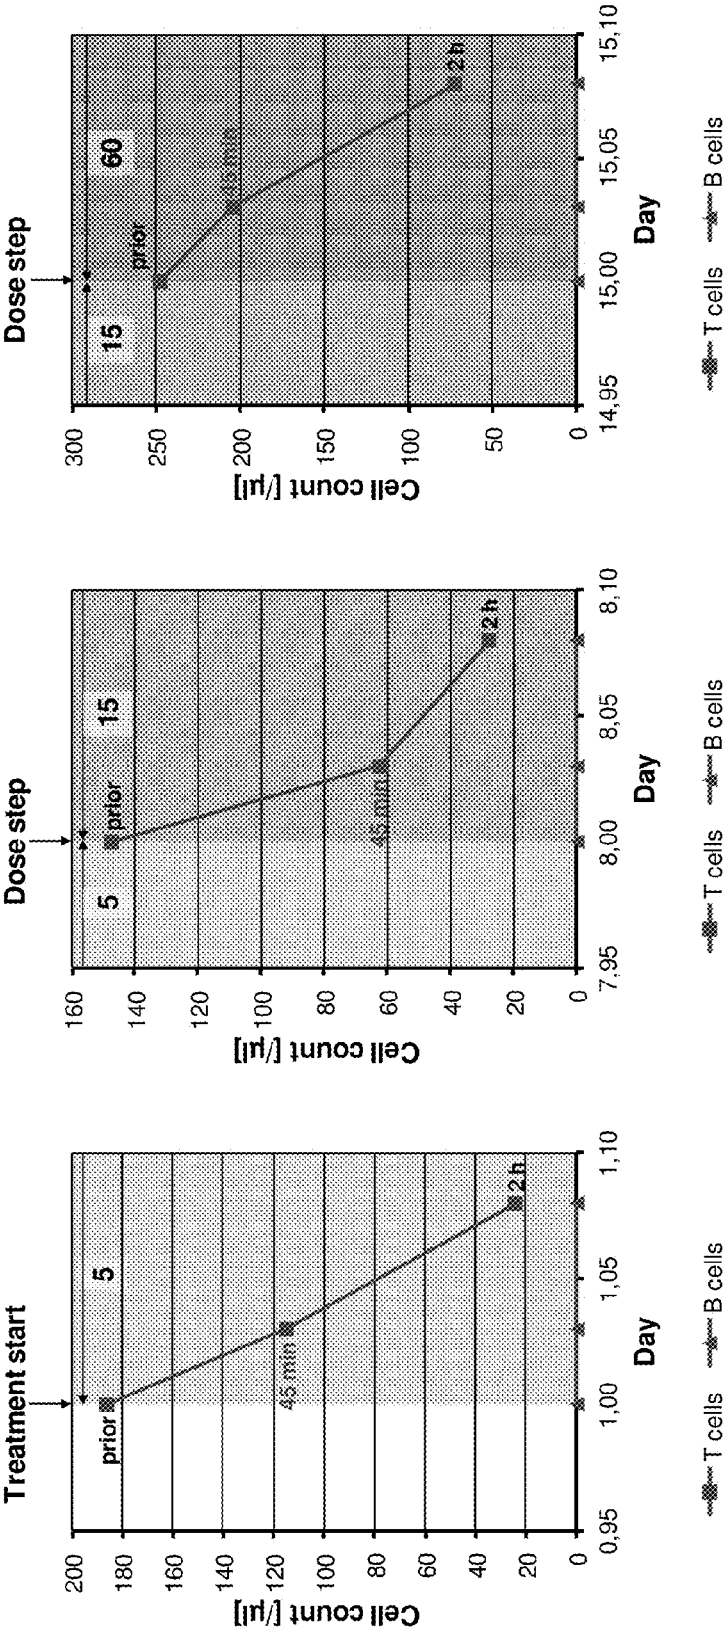 Treatment start
5
prior
45 min
2 h
200
180
160
140
120
100
80
60
40
20
0
Cell count [/µl]
0,95
1,00
1,05
1,10
Day
T cells
B cells
Dose step
5
15
prior
45 min
2 h
160
140
120
100
80
60
40
20
0
Cell count [/µl]
7,95
8,00
8,05
8,10
Day
T cells
B cells
Dose step
15
60
prior
45 min
2 h
300
250
200
150
100
50
0
Cell count [/µl]
14,95
15,00
15,05
15,10
Day
T cells
B cells